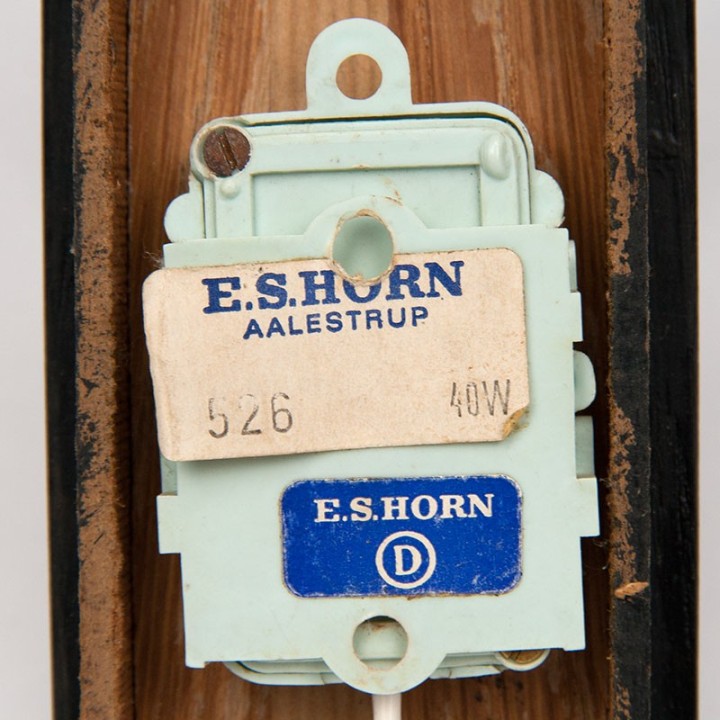 E.S.HORN
AALESTRUP
526 40W
E.S.HORN
D